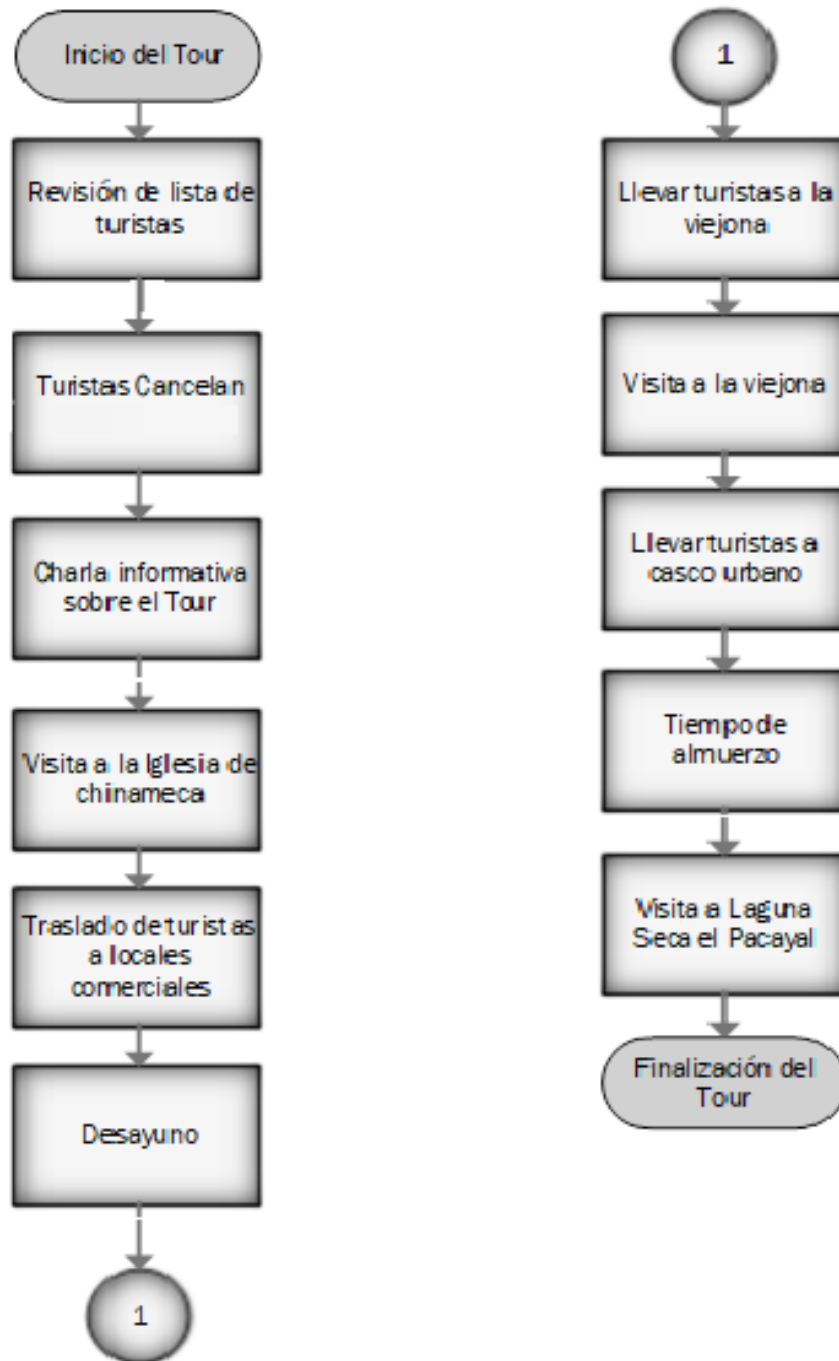 Inicio del Tour
Revisión de lista de
turistas
Turistas Cancelan
Charla informativa
sobre el Tour
Visita a la Iglesia de
chinameca
Traslado de turistas
a locales
comerciales
Desayuno
1
1
Llevar turistas a la
viejona
Visita a la viejona
Llevar turistas a
casco urbano
Tiempo de
almuerzo
Visita a Laguna
Seca el Pacayal
Finalización del
Tour